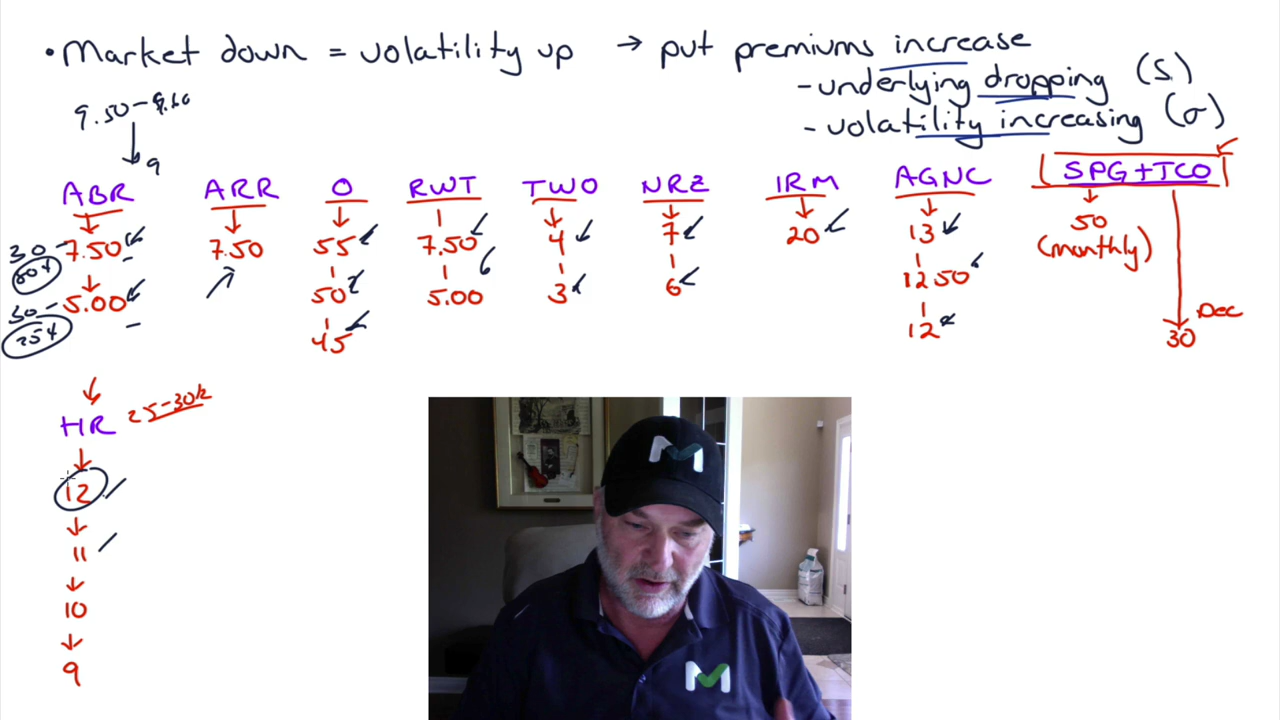 • Market down = volatility up → put premiums increase
- underlying dropping (S)
- volatility increasing (σ)
9.50 - 9.60
9
ABR ARR O RWT TWO NRZ IRM AGNC SPG+TCO
30 - 7.50 7.50 55 7.50 4 7 20 13 50
(monthly)
30 - 5.00 50 5.00 3 6 12 50
25¢ 45 12 30 Dec
HR 25-30k
12
11
10
9